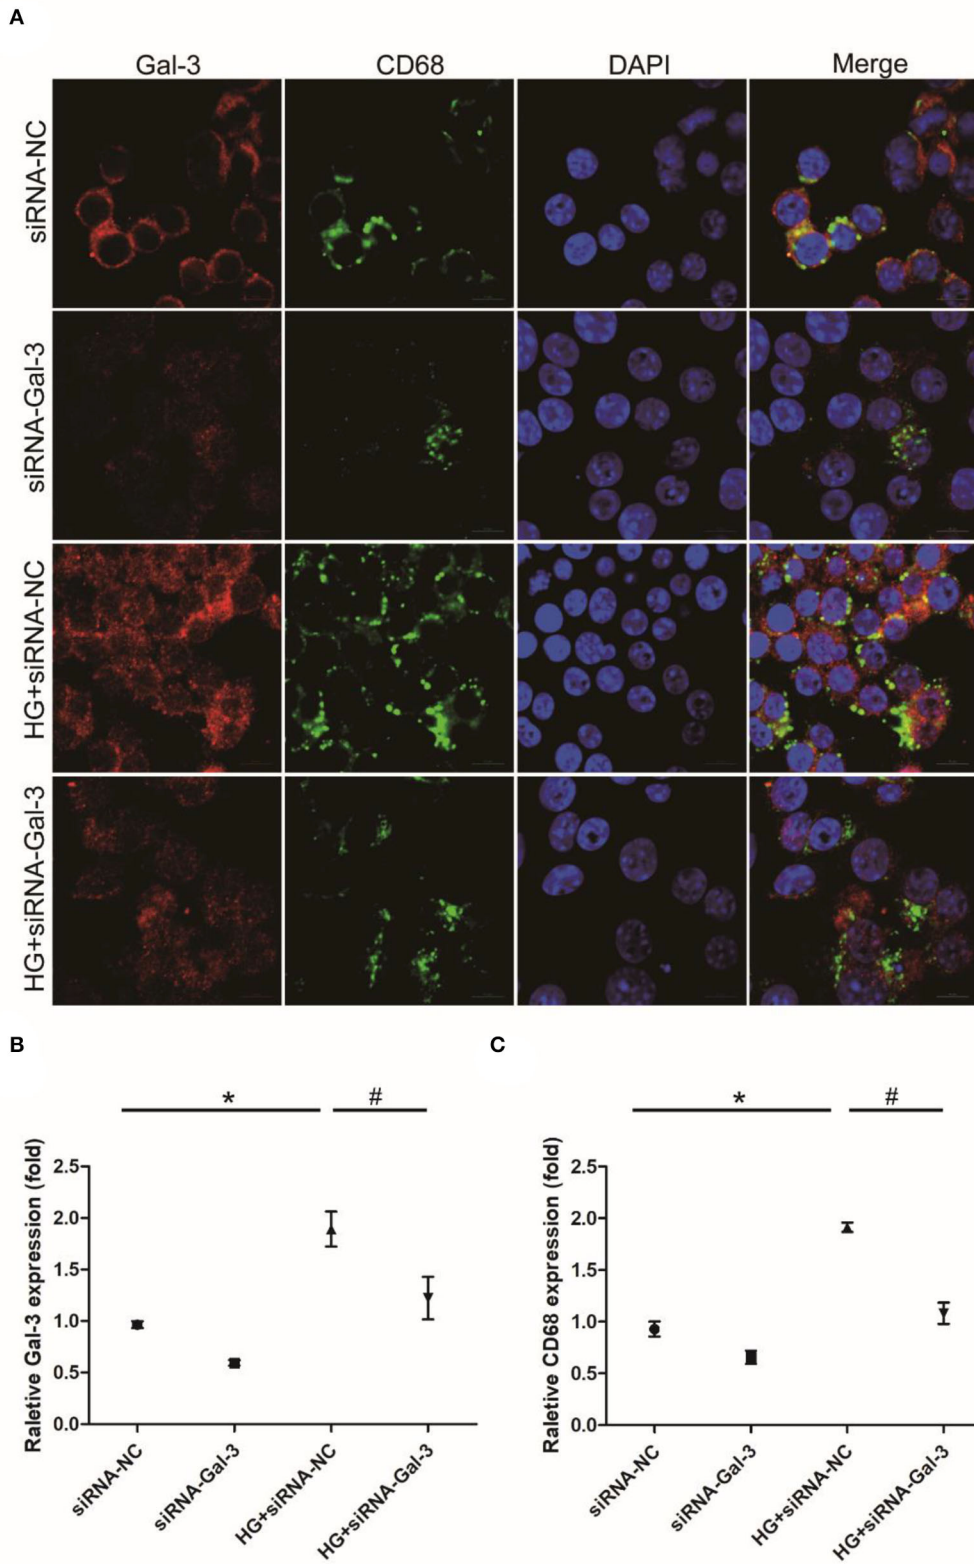 A
Gal-3 CD68 DAPI Merge
siRNA-NC
siRNA-Gal-3
HG+siRNA-NC
HG+siRNA-Gal-3
B
* #
Raletive Gal-3 expression (fold)
2.5
2.0
1.5
1.0
0.5
0.0
siRNA-NC
siRNA-Gal-3
HG+siRNA-NC
HG+siRNA-Gal-3
C
* #
Raletive CD68 expression (fold)
2.5
2.0
1.5
1.0
0.5
0.0
siRNA-NC
siRNA-Gal-3
HG+siRNA-NC
HG+siRNA-Gal-3